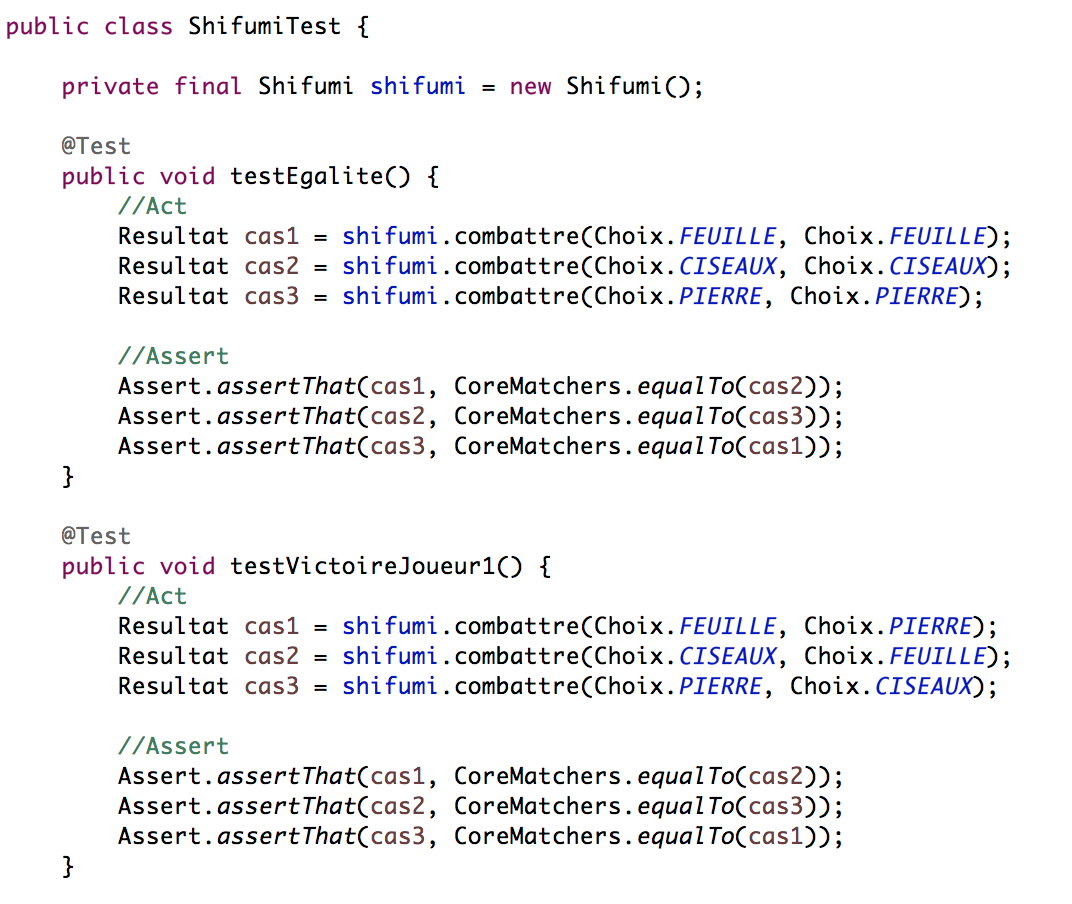 public class ShifumiTest {
private final Shifumi shifumi = new Shifumi();
@Test
public void testEgalite() {
//Act
Resultat cas1 = shifumi.combattre(Choix.FEUILLE, Choix.FEUILLE);
Resultat cas2 = shifumi.combattre(Choix.CISEAUX, Choix.CISEAUX);
Resultat cas3 = shifumi.combattre(Choix.PIERRE, Choix.PIERRE);
//Assert
Assert.assertThat(cas1, CoreMatchers.equalTo(cas2));
Assert.assertThat(cas2, CoreMatchers.equalTo(cas3));
Assert.assertThat(cas3, CoreMatchers.equalTo(cas1));
}
@Test
public void testVictoireJoueur1() {
//Act
Resultat cas1 = shifumi.combattre(Choix.FEUILLE, Choix.PIERRE);
Resultat cas2 = shifumi.combattre(Choix.CISEAUX, Choix.FEUILLE);
Resultat cas3 = shifumi.combattre(Choix.PIERRE, Choix.CISEAUX);
//Assert
Assert.assertThat(cas1, CoreMatchers.equalTo(cas2));
Assert.assertThat(cas2, CoreMatchers.equalTo(cas3));
Assert.assertThat(cas3, CoreMatchers.equalTo(cas1));
}